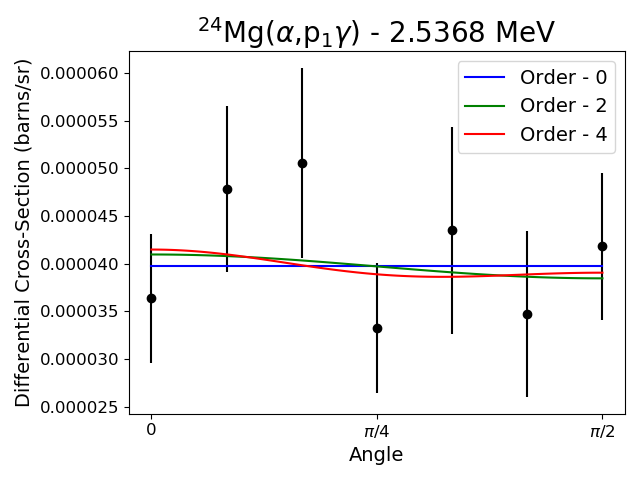 ²⁴Mg(α,p₁γ) - 2.5368 MeV
Differential Cross-Section (barns/sr)
0.000060
0.000055
0.000050
0.000045
0.000040
0.000035
0.000030
0.000025
Order - 0
Order - 2
Order - 4
0
π/4
π/2
Angle